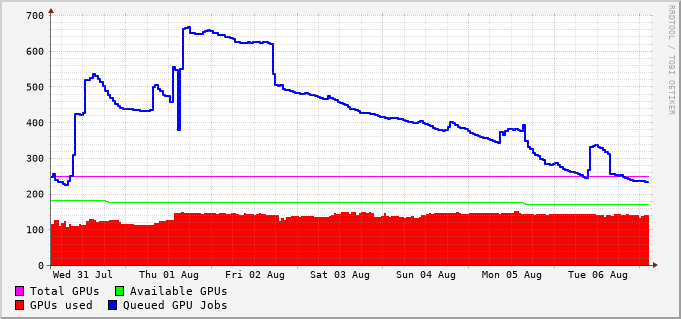 700
600
500
400
300
200
100
0
Wed 31 Jul Thu 01 Aug Fri 02 Aug Sat 03 Aug Sun 04 Aug Mon 05 Aug Tue 06 Aug
Total GPUs Available GPUs
GPUs used Queued GPU Jobs
RRDTOOL / TOBI OETIKER